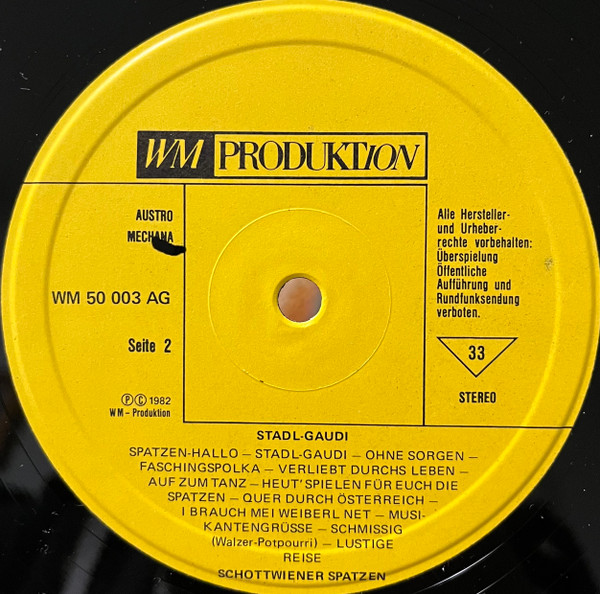 WM PRODUKTION
AUSTRO
MECHANA
WM 50 003 AG
Seite 2
Ⓟ Ⓒ 1982
WM - Produktion
Alle Hersteller-
und Urheber-
rechte vorbehalten:
Überspielung
Öffentliche
Aufführung und
Rundfunksendung
verboten.
33
STEREO
STADL-GAUDI
SPATZEN-HALLO – STADL-GAUDI – OHNE SORGEN –
FASCHINGSPOLKA – VERLIEBT DURCHS LEBEN –
AUF ZUM TANZ – HEUT' SPIELEN FÜR EUCH DIE
SPATZEN – QUER DURCH ÖSTERREICH –
I BRAUCH MEI WEIBERL NET – MUSI-
KANTENGRÜSSE – SCHMISSIG
(Walzer-Potpourri) – LUSTIGE
REISE
SCHOTTWIENER SPATZEN